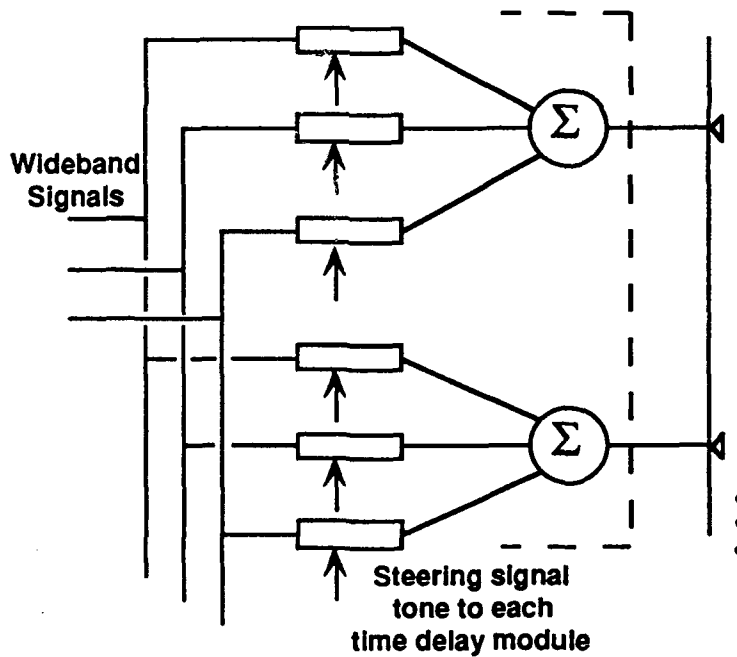 Σ
Wideband
Signals
Σ
Steering signal
tone to each
time delay module